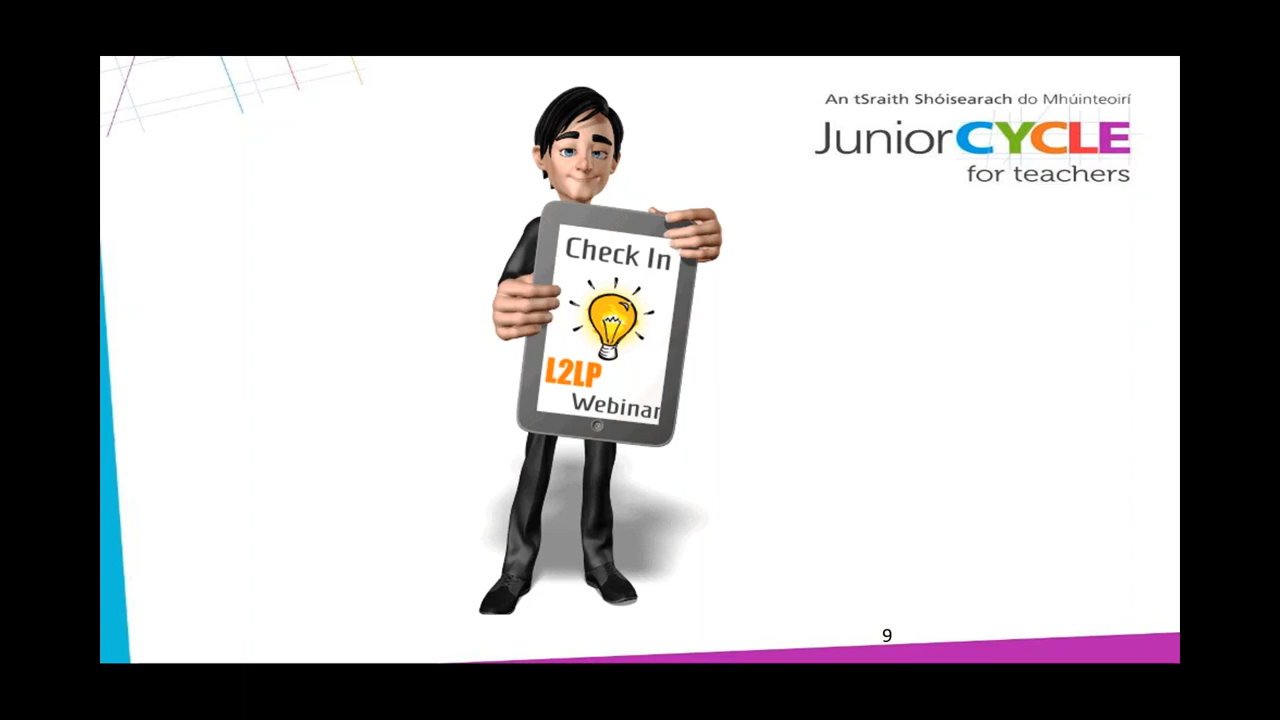 An tSraith Shóisearach do Mhúinteoirí
JuniorCYCLE
for teachers
Check In
L2LP
Webinar
9